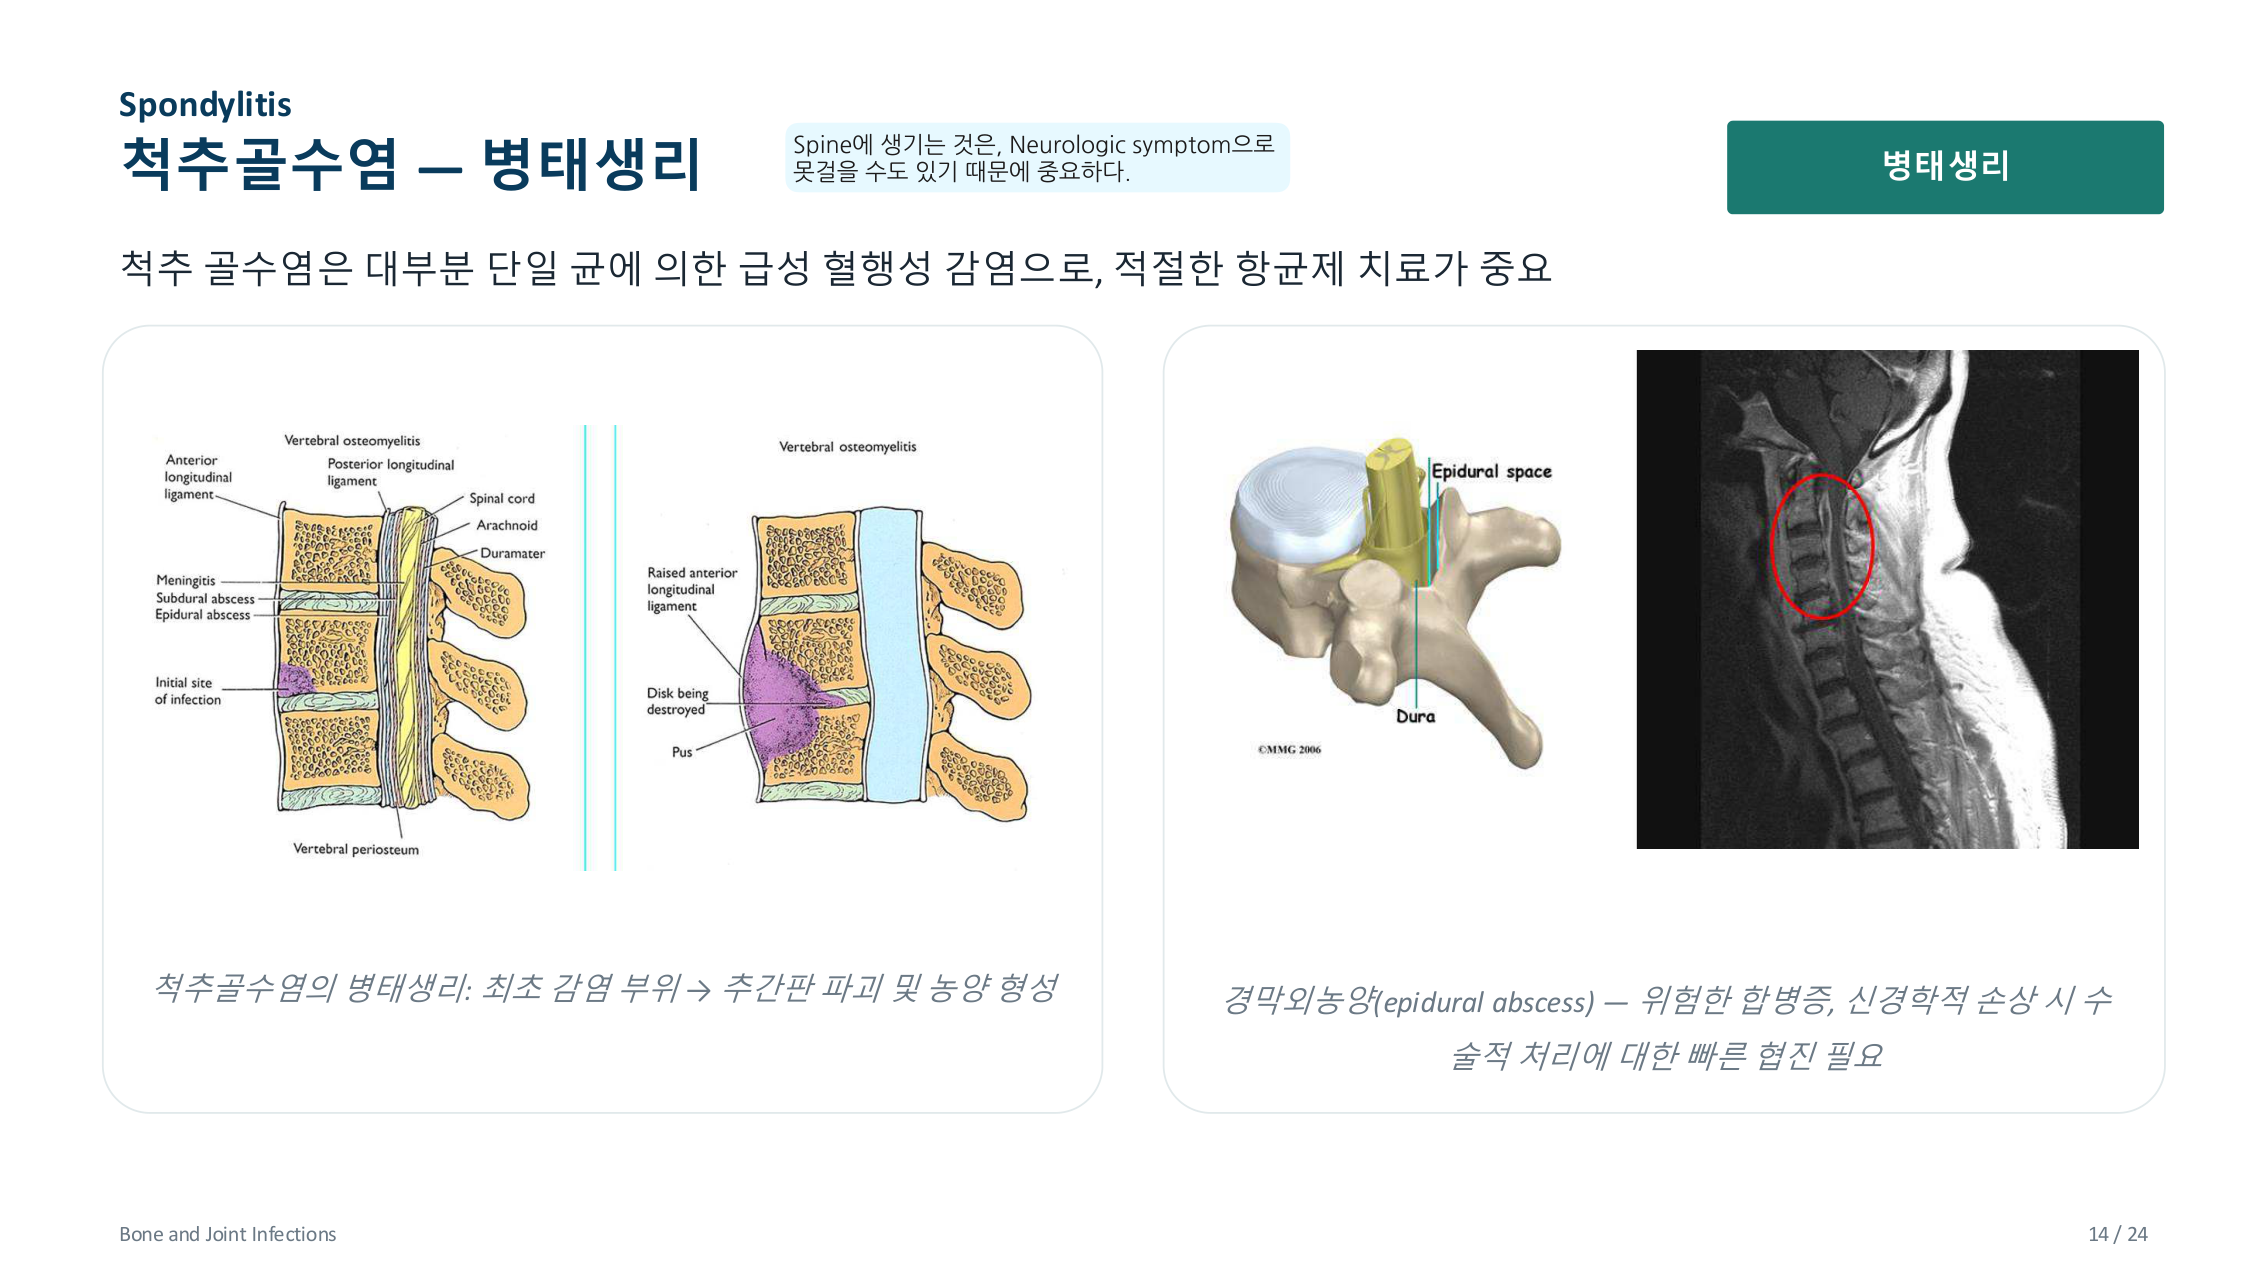 Spondylitis
척추골수염 — 병태생리
Spine에 생기는 것은, Neurologic symptom으로
못걸을 수도 있기 때문에 중요하다.
병태생리
척추 골수염은 대부분 단일 균에 의한 급성 혈행성 감염으로, 적절한 항균제 치료가 중요
Vertebral osteomyelitis
Anterior
longitudinal
ligament
Posterior longitudinal
ligament
Spinal cord
Arachnoid
Duramater
Meningitis
Subdural abscess
Epidural abscess
Initial site
of infection
Vertebral periosteum
Vertebral osteomyelitis
Raised anterior
longitudinal
ligament
Disk being
destroyed
Pus
척추골수염의 병태생리: 최초 감염 부위→ 추간판 파괴 및 농양 형성
Epidural space
Dura
©MMG 2006
경막외농양(epidural abscess) — 위험한 합병증, 신경학적 손상 시 수
술적 처리에 대한 빠른 협진 필요
Bone and Joint Infections
14 / 24